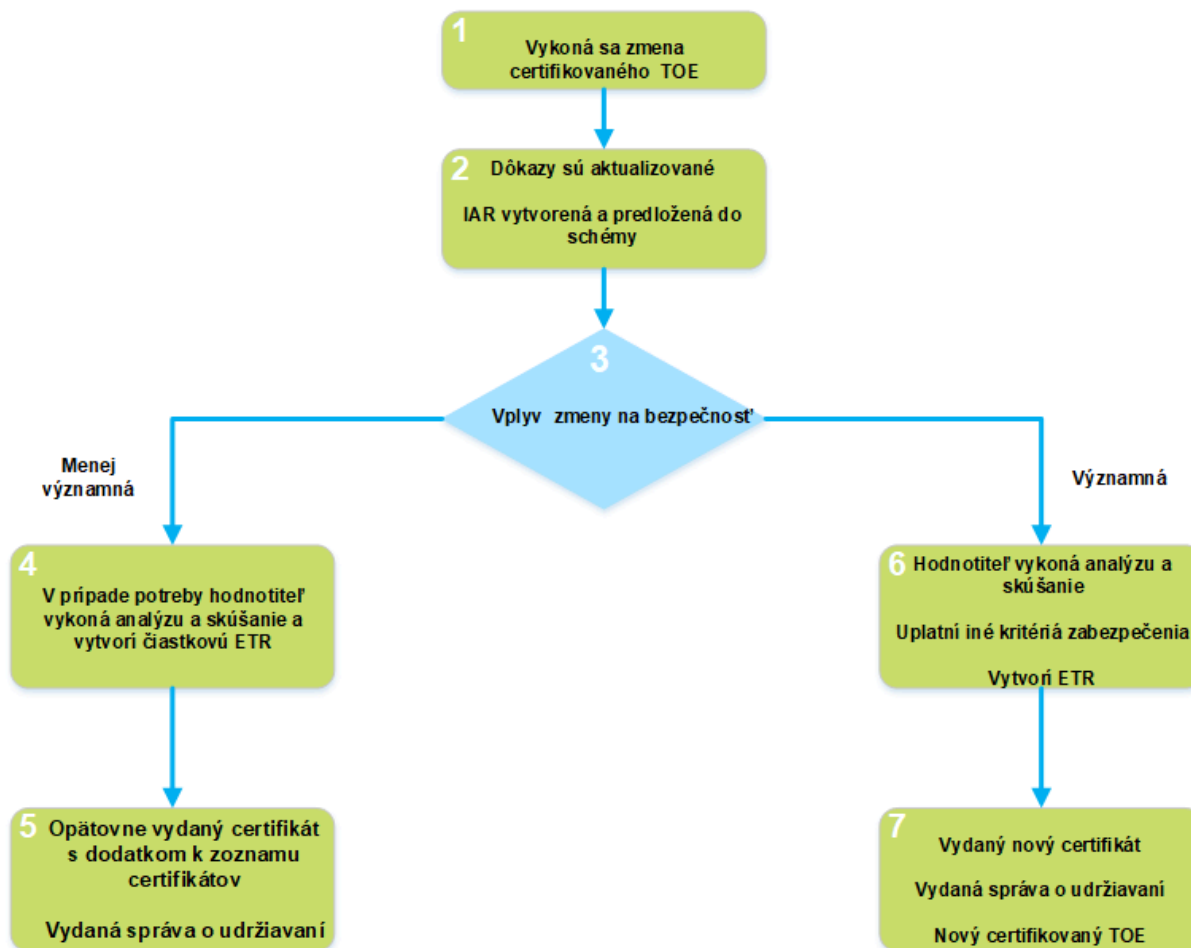 1
Vykoná sa zmena
certifikovaného TOE
2
Dôkazy sú aktualizované
IAR vytvorená a predložená do
schémy
3
Vplyv zmeny na bezpečnosť
Menej
významná
Významná
4
V prípade potreby hodnotiteľ
vykoná analýzu a skúšanie a
vytvorí čiastkovú ETR
6
Hodnotiteľ vykoná analýzu a
skúšanie
Uplatní iné kritériá zabezpečenia
Vytvorí ETR
5
Opätovne vydaný certifikát
s dodatkom k zoznamu
certifikátov
Vydaná správa o udržiavaní
7
Vydaný nový certifikát
Vydaná správa o udržiavaní
Nový certifikovaný TOE